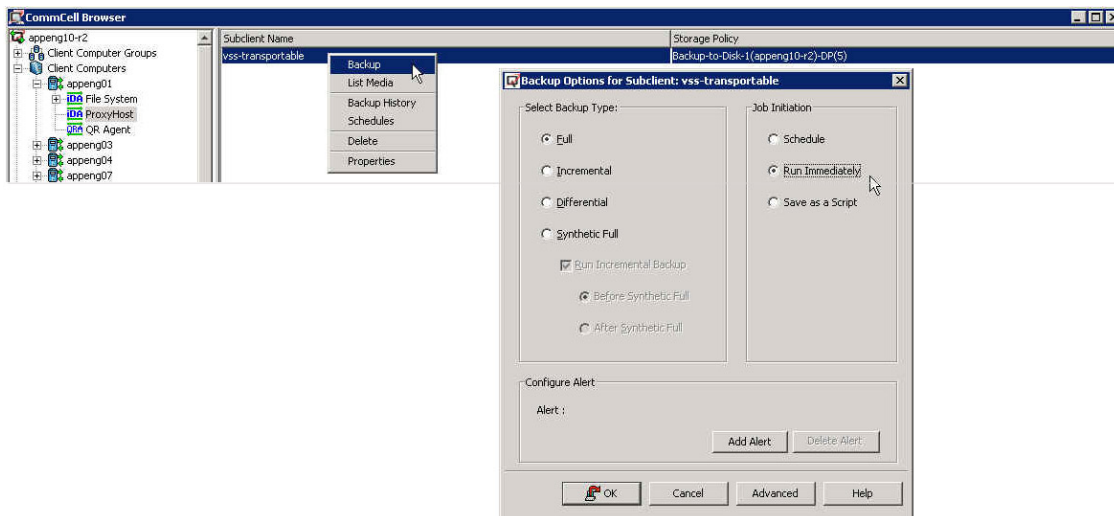 CommCell Browser
appeng10-r2
Client Computer Groups
Client Computers
appeng01
iDA File System
iDA ProxyHost
QRA QR Agent
appeng03
appeng04
appeng07
Subclient Name Storage Policy
vss-transportable Backup-to-Disk-1(appeng10-r2)-DP(5)
Backup
List Media
Backup History
Schedules
Delete
Properties
Backup Options for Subclient: vss-transportable
Select Backup Type:
Full
Incremental
Differential
Synthetic Full
Run Incremental Backup
Before Synthetic Full
After Synthetic Full
Job Initiation
Schedule
Run Immediately
Save as a Script
Configure Alert
Alert :
Add Alert Delete Alert
OK Cancel Advanced Help